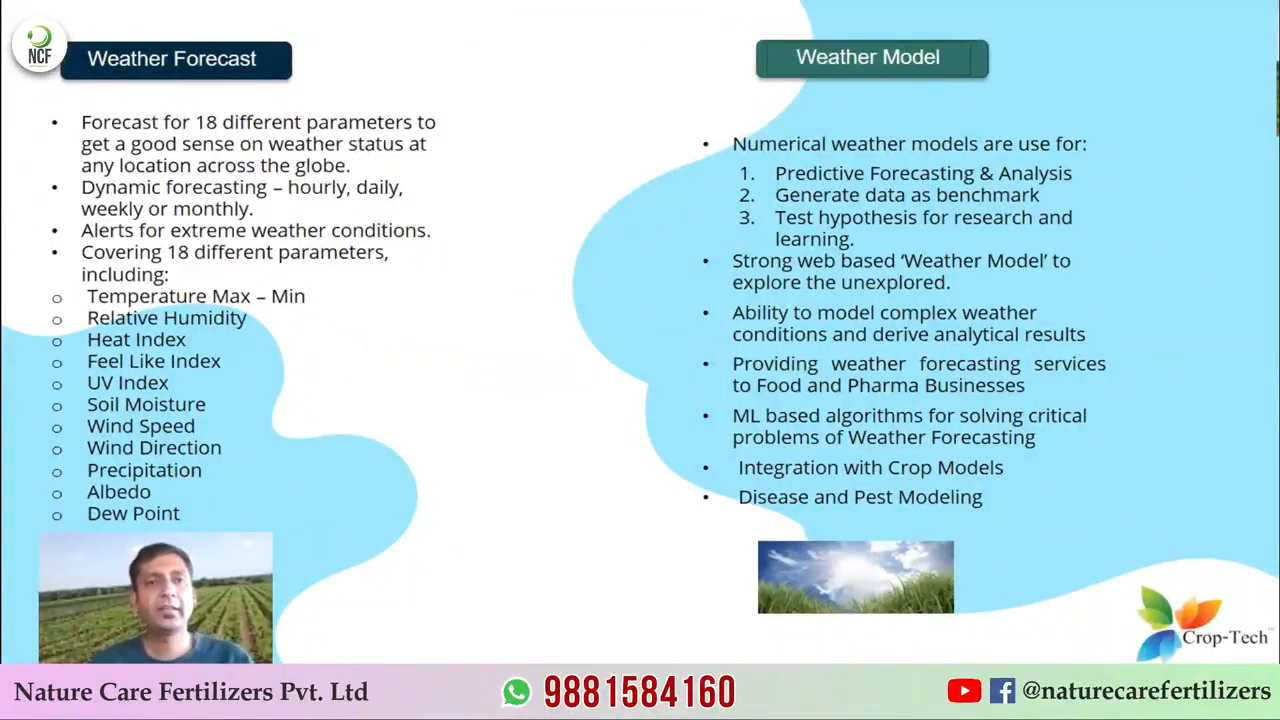 NCF
Weather Forecast
• Forecast for 18 different parameters to
get a good sense on weather status at
any location across the globe.
• Dynamic forecasting – hourly, daily,
weekly or monthly.
• Alerts for extreme weather conditions.
• Covering 18 different parameters,
including:
o Temperature Max – Min
o Relative Humidity
o Heat Index
o Feel Like Index
o UV Index
o Soil Moisture
o Wind Speed
o Wind Direction
o Precipitation
o Albedo
o Dew Point
Weather Model
• Numerical weather models are use for:
1. Predictive Forecasting & Analysis
2. Generate data as benchmark
3. Test hypothesis for research and
learning.
• Strong web based ‘Weather Model’ to
explore the unexplored.
• Ability to model complex weather
conditions and derive analytical results
• Providing weather forecasting services
to Food and Pharma Businesses
• ML based algorithms for solving critical
problems of Weather Forecasting
• Integration with Crop Models
• Disease and Pest Modeling
Crop-Tech
Nature Care Fertilizers Pvt. Ltd
9881584160
@naturecarefertilizers